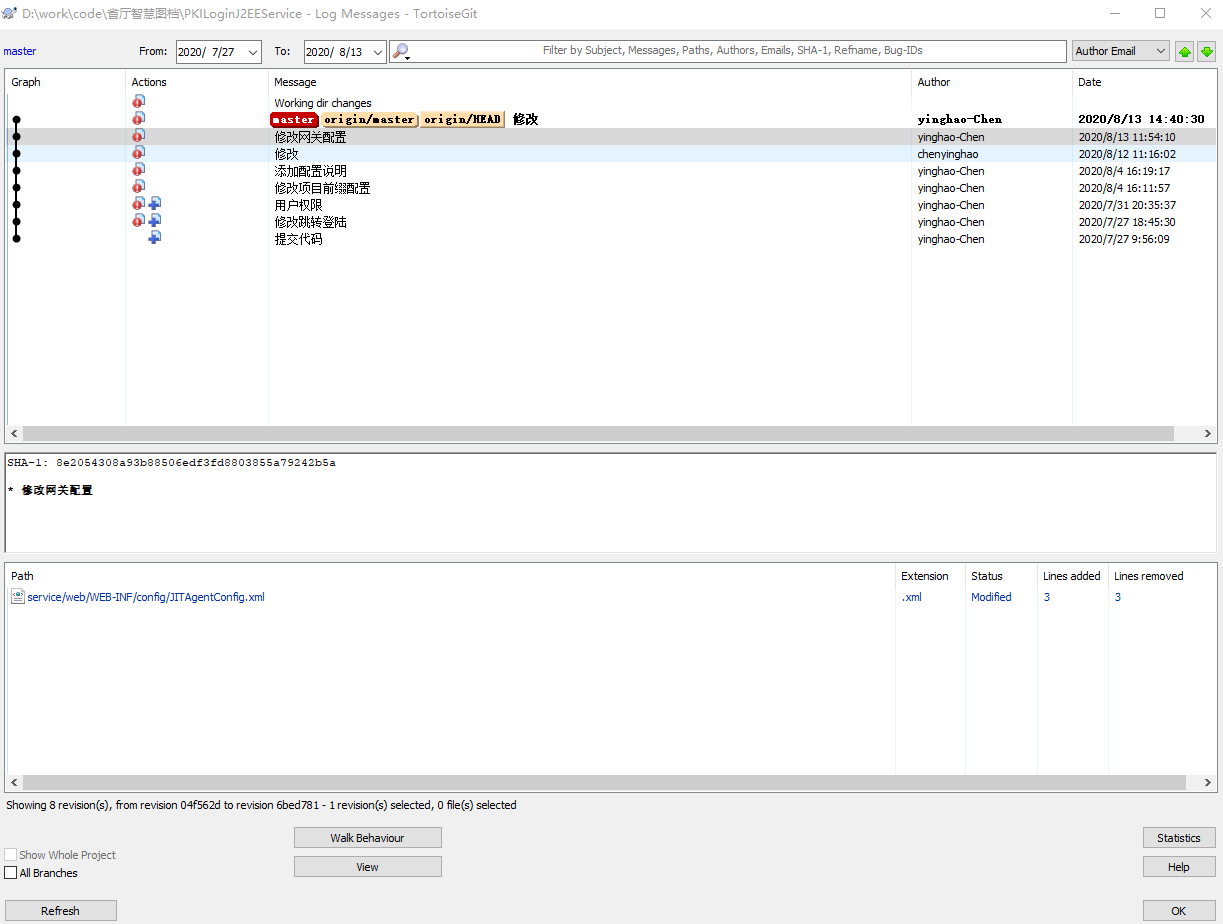 D:\work\code\省厅智慧图档\PKILoginJ2EEService - Log Messages - TortoiseGit
master From: 2020/ 7/27 To: 2020/ 8/13 Filter by Subject, Messages, Paths, Authors, Emails, SHA-1, Refname, Bug-IDs Author Email
Graph Actions Message Author Date
Working dir changes
master origin/master origin/HEAD 修改 yinghao-Chen 2020/8/13 14:40:30
修改网关配置 yinghao-Chen 2020/8/13 11:54:10
修改 chenyinghao 2020/8/12 11:16:02
添加配置说明 yinghao-Chen 2020/8/4 16:19:17
修改项目前缀配置 yinghao-Chen 2020/8/4 16:11:57
用户权限 yinghao-Chen 2020/7/31 20:35:37
修改跳转登陆 yinghao-Chen 2020/7/27 18:45:30
提交代码 yinghao-Chen 2020/7/27 9:56:09
SHA-1: 8e2054308a93b88506edf3fd8803855a79242b5a
* 修改网关配置
Path Extension Status Lines added Lines removed
service/web/WEB-INF/config/JITAgentConfig.xml .xml Modified 3 3
Showing 8 revision(s), from revision 04f562d to revision 6bed781 - 1 revision(s) selected, 0 file(s) selected
Walk Behaviour Statistics
Show Whole Project
View Help
All Branches
Refresh OK